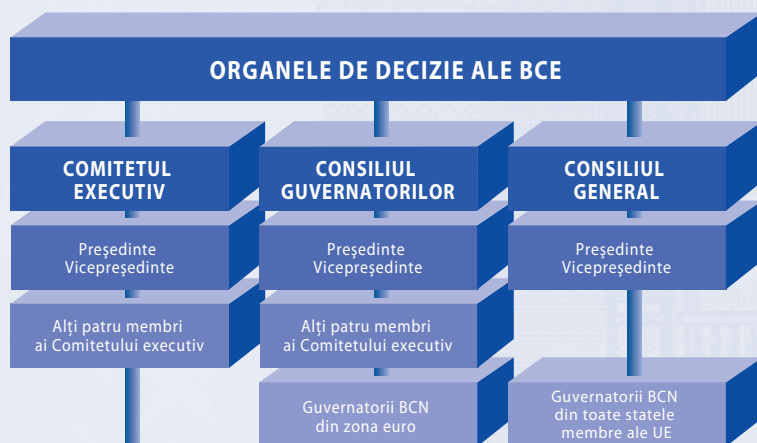 ORGANELE DE DECIZIE ALE BCE
COMITETUL
EXECUTIV
Preşedinte
Vicepreşedinte
Alţi patru membri
ai Comitetului executiv
CONSILIUL
GUVERNATORILOR
Preşedinte
Vicepreşedinte
Alţi patru membri
ai Comitetului executiv
Guvernatorii BCN
din zona euro
CONSILIUL
GENERAL
Preşedinte
Vicepreşedinte
Guvernatorii BCN
din toate statele
membre ale UE